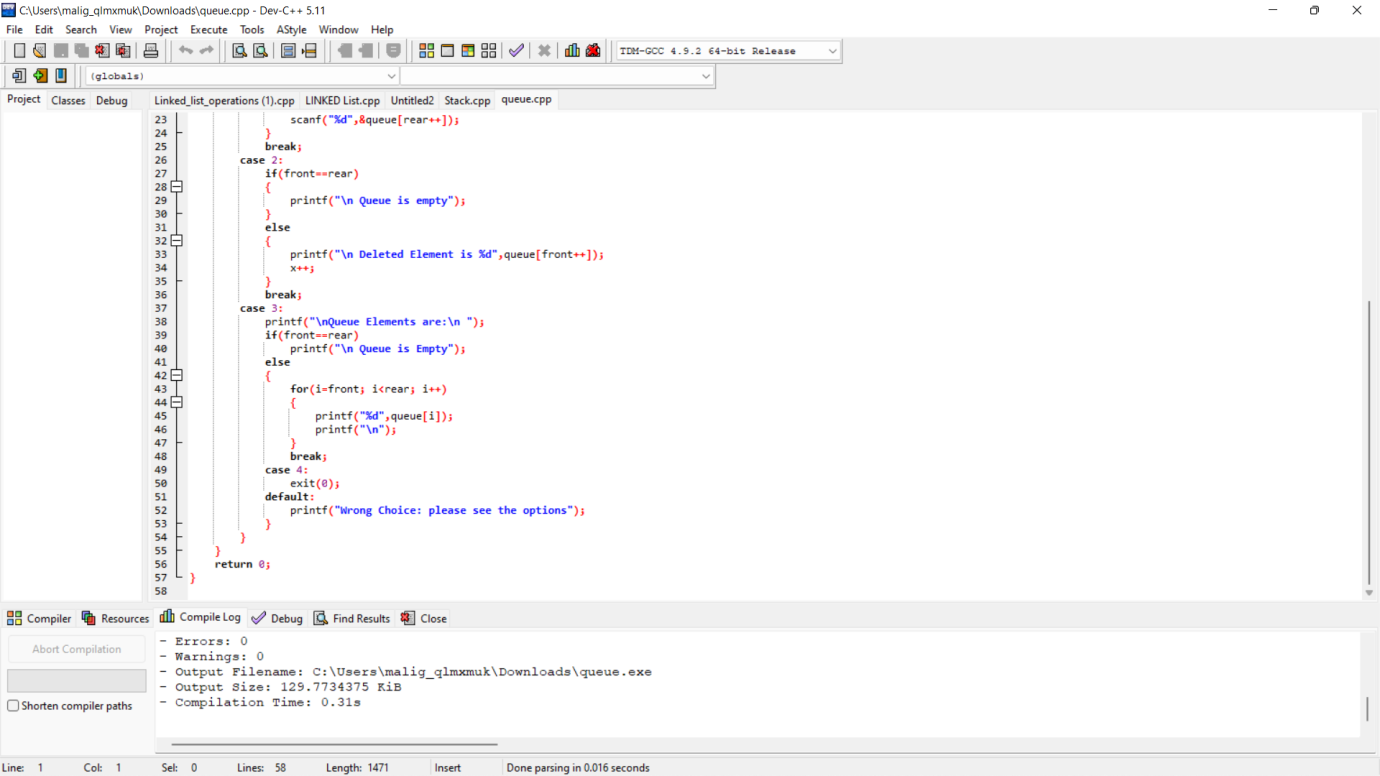 C:\Users\malig_qlmxmuk\Downloads\queue.cpp - Dev-C++ 5.11
File Edit Search View Project Execute Tools AStyle Window Help
TDM-GCC 4.9.2 64-bit Release
(globals)
Project Classes Debug Linked_list_operations (1).cpp LINKED List.cpp Untitled2 Stack.cpp queue.cpp
23 scanf("%d",&queue[rear++]);
24 }
25 break;
26 case 2:
27 if(front==rear)
28 {
29 printf("\n Queue is empty");
30 }
31 else
32 {
33 printf("\n Deleted Element is %d",queue[front++]);
34 x++;
35 }
36 break;
37 case 3:
38 printf("\nQueue Elements are:\n ");
39 if(front==rear)
40 printf("\n Queue is Empty");
41 else
42 {
43 for(i=front; i<rear; i++)
44 {
45 printf("%d",queue[i]);
46 printf("\n");
47 }
48 break;
49 case 4:
50 exit(0);
51 default:
52 printf("Wrong Choice: please see the options");
53 }
54 }
55 }
56 return 0;
57 }
58
Compiler Resources Compile Log Debug Find Results Close
Abort Compilation
Shorten compiler paths
- Errors: 0
- Warnings: 0
- Output Filename: C:\Users\malig_qlmxmuk\Downloads\queue.exe
- Output Size: 129.7734375 KiB
- Compilation Time: 0.31s
Line: 1 Col: 1 Sel: 0 Lines: 58 Length: 1471 Insert Done parsing in 0.016 seconds